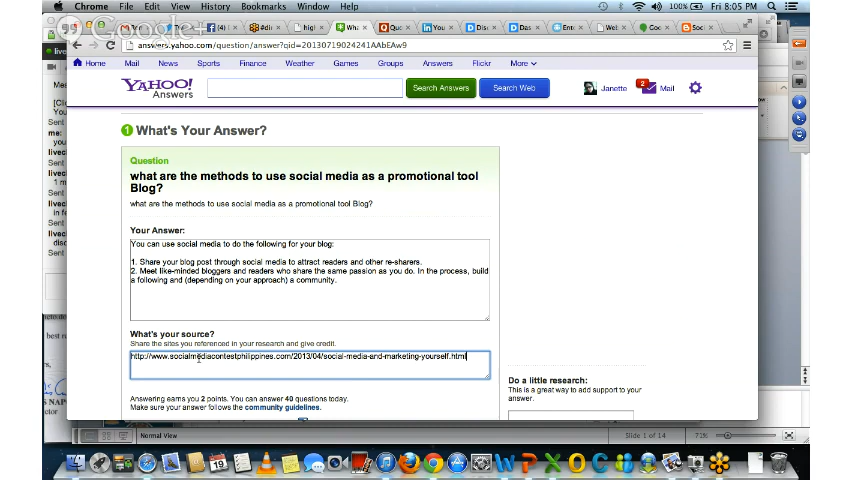 Chrome File Edit View History Bookmarks Window Help 100% Fri 8:05 PM
answers.yahoo.com/question/answer?qid=20130719024241AAbEAw9
Google+ Hangouts
Home Mail News Sports Finance Weather Games Groups Answers Flickr More
YAHOO! ANSWERS
Search Answers
Search Web
Janette
2
Mail
1 What's Your Answer?
Question
what are the methods to use social media as a promotional tool
Blog?
what are the methods to use social media as a promotional tool Blog?
Your Answer:
You can use social media to do the following for your blog:
1. Share your blog post through social media to attract readers and other re-sharers.
2. Meet like-minded bloggers and readers who share the same passion as you do. In the process, build
a following and (depending on your approach) a community.
What's your source?
Share the sites you referenced in your research and give credit.
http://www.socialmediacontestphilippines.com/2013/04/social-media-and-marketing-yourself.html
Answering earns you 2 points. You can answer 40 questions today.
Make sure your answer follows the community guidelines.
Do a little research:
This is a great way to add support to your
answer.
Normal View
Slide 1 of 14
71%
19